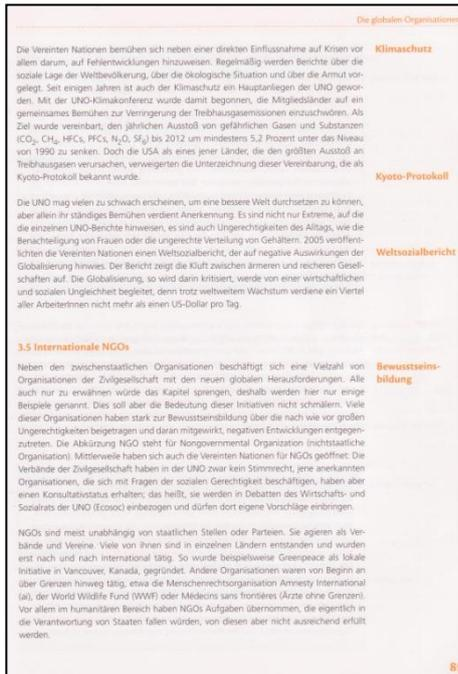 Die globalen Organisationen
Die Vereinten Nationen bemühen sich neben einer direkten Einflussnahme auf Krisen vor
allem darum, auf Fehlentwicklungen hinzuweisen. Regelmäßig werden Berichte über die
soziale Lage der Weltbevölkerung, über die ökologische Situation und über die Armut vor-
gelegt. Seit einigen Jahren ist auch der Klimaschutz ein Hauptanliegen der UNO gewor-
den. Mit der UNO-Klimakonferenz wurde damit begonnen, die Mitgliedsländer auf ein
gemeinsames Bemühen zur Verringerung der Treibhausgasemissionen einzuschwören. Als
Ziel wurde vereinbart, den jährlichen Ausstoß von gefährlichen Gasen und Substanzen
(CO₂, CH₄, HFCs, PFCs, N₂O, SF₆) bis 2012 um mindestens 5,2 Prozent unter das Niveau
von 1990 zu senken. Doch die USA als eines jener Länder, die den größten Ausstoß an
Treibhausgasen verursachen, verweigerten die Unterzeichnung dieser Vereinbarung, die als
Kyoto-Protokoll bekannt wurde.
Klimaschutz
Kyoto-Protokoll
Die UNO mag vielen zu schwach erscheinen, um eine bessere Welt durchsetzen zu können,
aber allein ihr ständiges Bemühen verdient Anerkennung. Es sind nicht nur Extreme, auf die
die einzelnen UNO-Berichte hinweisen, es sind auch Ungerechtigkeiten des Alltags, wie die
Benachteiligung von Frauen oder die ungerechte Verteilung von Gehältern. 2005 veröffent-
lichten die Vereinten Nationen einen Weltsozialbericht, der auf negative Auswirkungen der
Globalisierung hinwies. Der Bericht zeigt die Kluft zwischen ärmeren und reicheren Gesell-
schaften auf. Die Globalisierung, so wird darin kritisiert, werde von einer wirtschaftlichen
und sozialen Ungleichheit begleitet, denn trotz weltweitem Wachstum verdiene ein Viertel
aller ArbeiterInnen nicht mehr als einen US-Dollar pro Tag.
Weltsozialbericht
3.5 Internationale NGOs
Neben den zwischenstaatlichen Organisationen beschäftigt sich eine Vielzahl von
Organisationen der Zivilgesellschaft mit den neuen globalen Herausforderungen. Alle
auch nur zu erwähnen würde das Kapitel sprengen, deshalb werden hier nur einige
Beispiele genannt. Dies soll aber die Bedeutung dieser Initiativen nicht schmälern. Viele
dieser Organisationen haben stark zur Bewusstseinsbildung über die nach wie vor großen
Ungerechtigkeiten beigetragen und daran mitgewirkt, negativen Entwicklungen entgegen-
zutreten. Die Abkürzung NGO steht für Nongovernmental Organization (nichtstaatliche
Organisation). Mittlerweile haben sich auch die Vereinten Nationen für NGOs geöffnet: Die
Verbände der Zivilgesellschaft haben in der UNO zwar kein Stimmrecht, jene anerkannten
Organisationen, die sich mit Fragen der sozialen Gerechtigkeit beschäftigen, haben aber
einen Konsultativstatus erhalten; das heißt, sie werden in Debatten des Wirtschafts- und
Sozialrats der UNO (Ecosoc) einbezogen und dürfen dort eigene Vorschläge einbringen.
Bewusstseins-
bildung
NGOs sind meist unabhängig von staatlichen Stellen oder Parteien. Sie agieren als Ver-
bände und Vereine. Viele von ihnen sind in einzelnen Ländern entstanden und wurden
erst nach und nach international tätig. So wurde beispielsweise Greenpeace als lokale
Initiative in Vancouver, Kanada, gegründet. Andere Organisationen waren von Beginn an
über Grenzen hinweg tätig, etwa die Menschenrechtsorganisation Amnesty International
(ai), der World Wildlife Fund (WWF) oder Médecins sans frontières (Ärzte ohne Grenzen).
Vor allem im humanitären Bereich haben NGOs Aufgaben übernommen, die eigentlich in
die Verantwortung von Staaten fallen würden, von diesen aber nicht ausreichend erfüllt
werden.